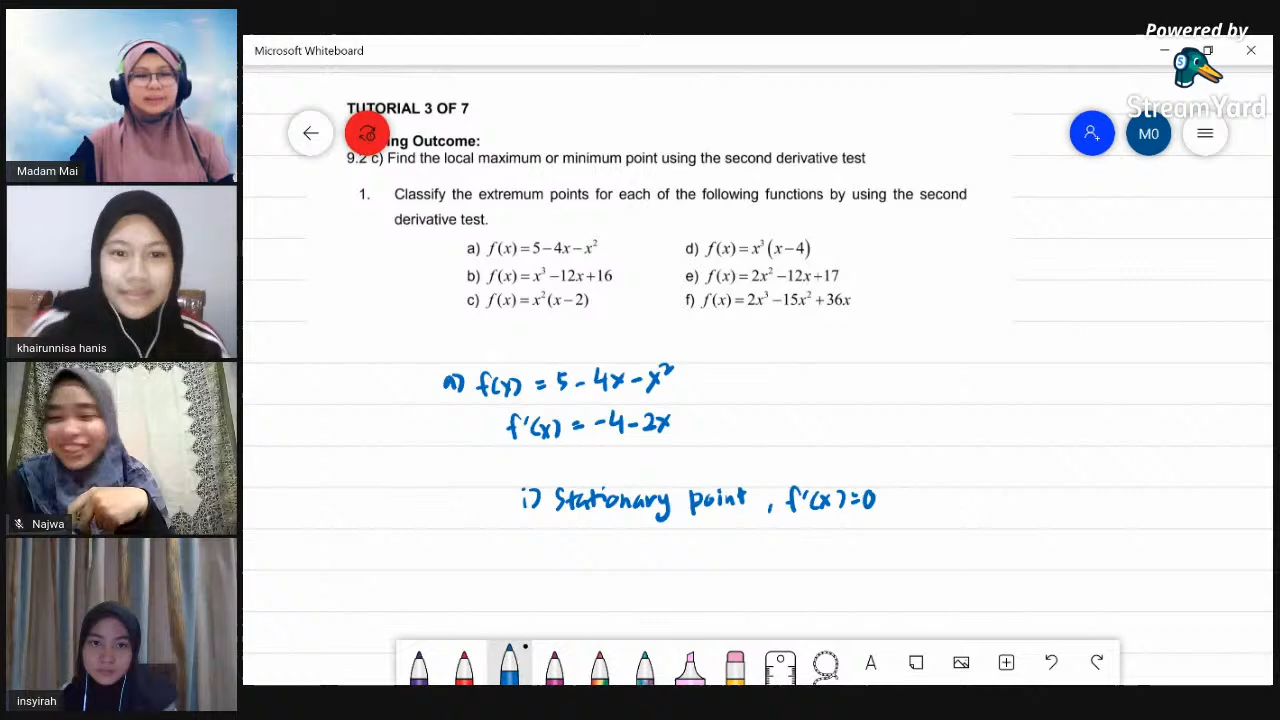 Powered by
StreamYard
Madam Mai
khairunnisa hanis
Najwa
insyirah
Microsoft Whiteboard
M0
TUTORIAL 3 OF 7
ing Outcome:
9.2 c) Find the local maximum or minimum point using the second derivative test
1. Classify the extremum points for each of the following functions by using the second
derivative test.
a) f(x) = 5 − 4x − x² d) f(x) = x³(x − 4)
b) f(x) = x³ − 12x + 16 e) f(x) = 2x² − 12x + 17
c) f(x) = x²(x − 2) f) f(x) = 2x³ − 15x² + 36x
a) f(x) = 5 - 4x - x²
f'(x) = -4 - 2x
i) Stationary point , f'(x) = 0
A